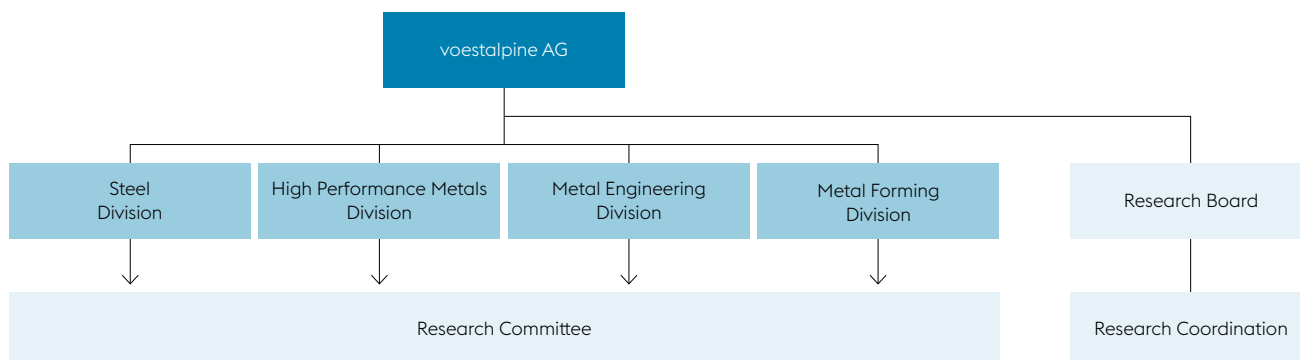 voestalpine AG
Steel
Division
High Performance Metals
Division
Metal Engineering
Division
Metal Forming
Division
Research Board
Research Committee
Research Coordination